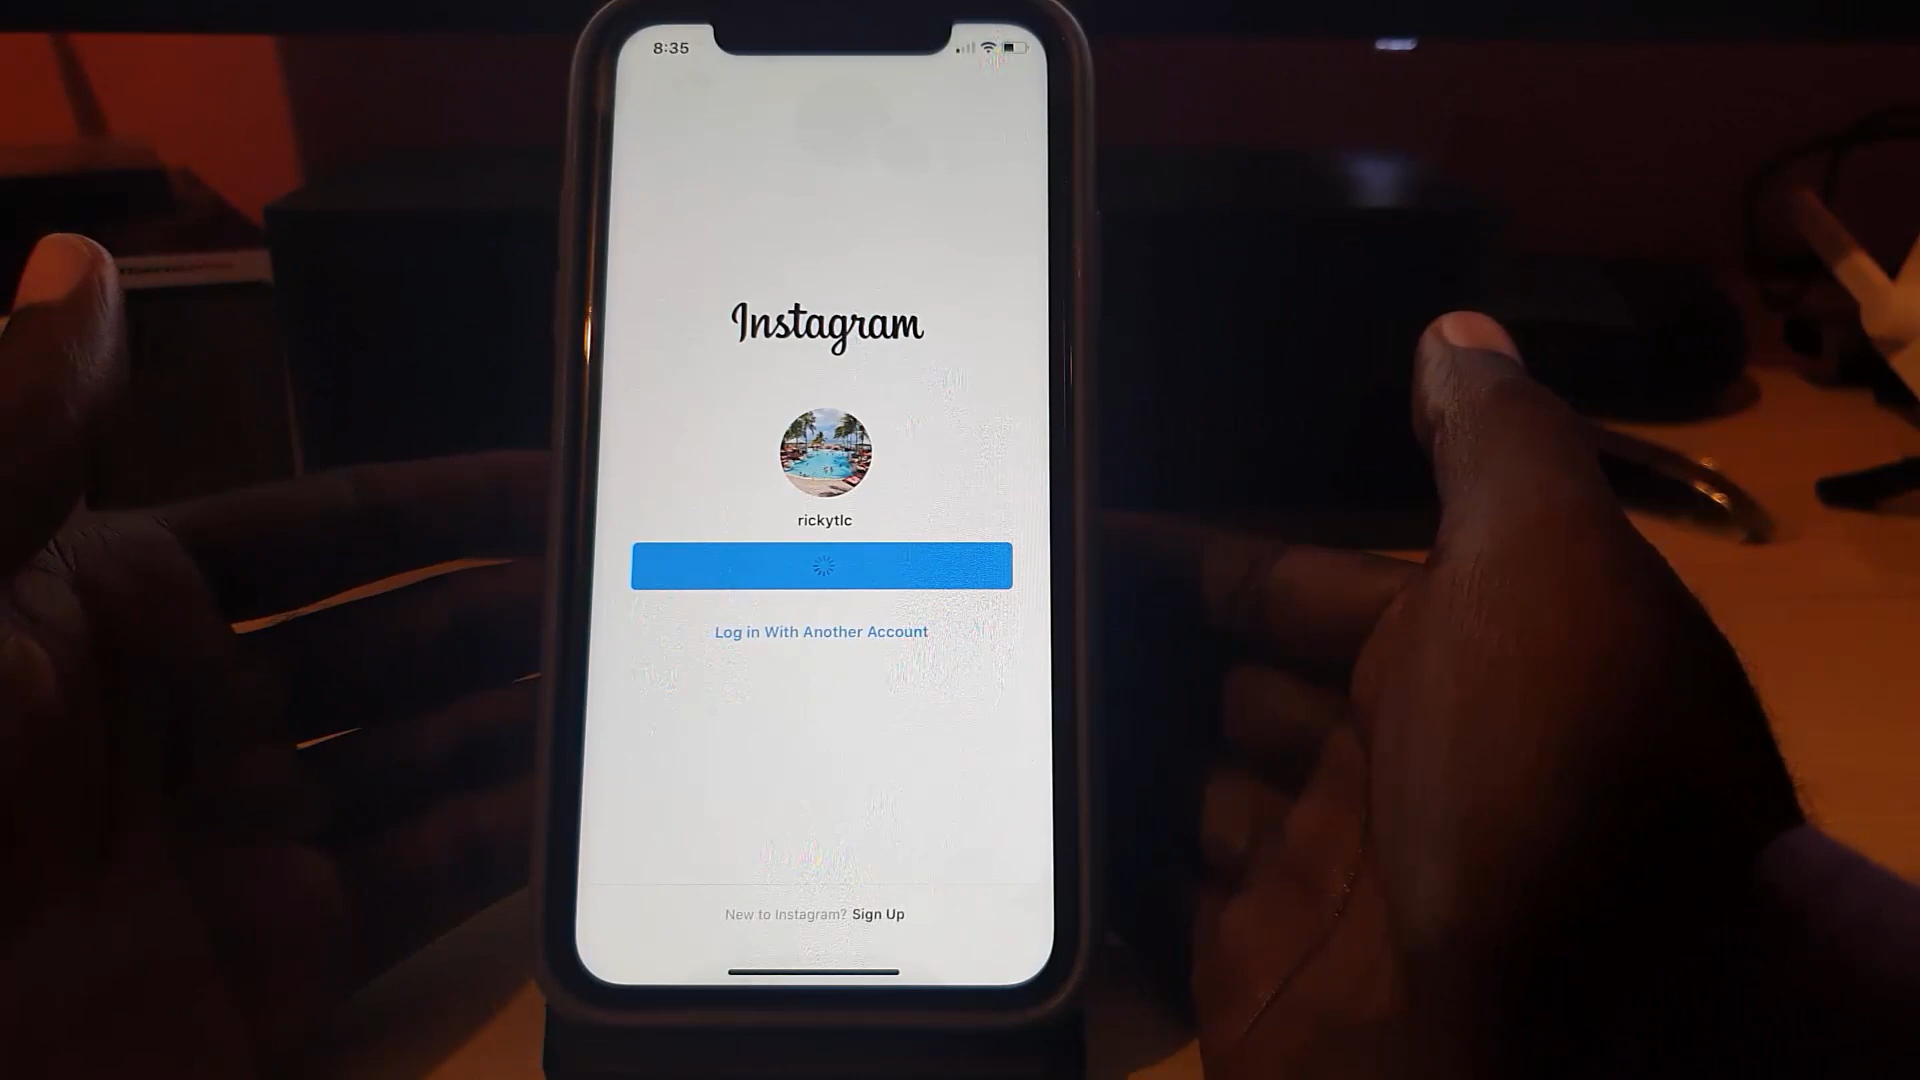 8:35
Instagram
rickytlc
Log in With Another Account
New to Instagram? Sign Up